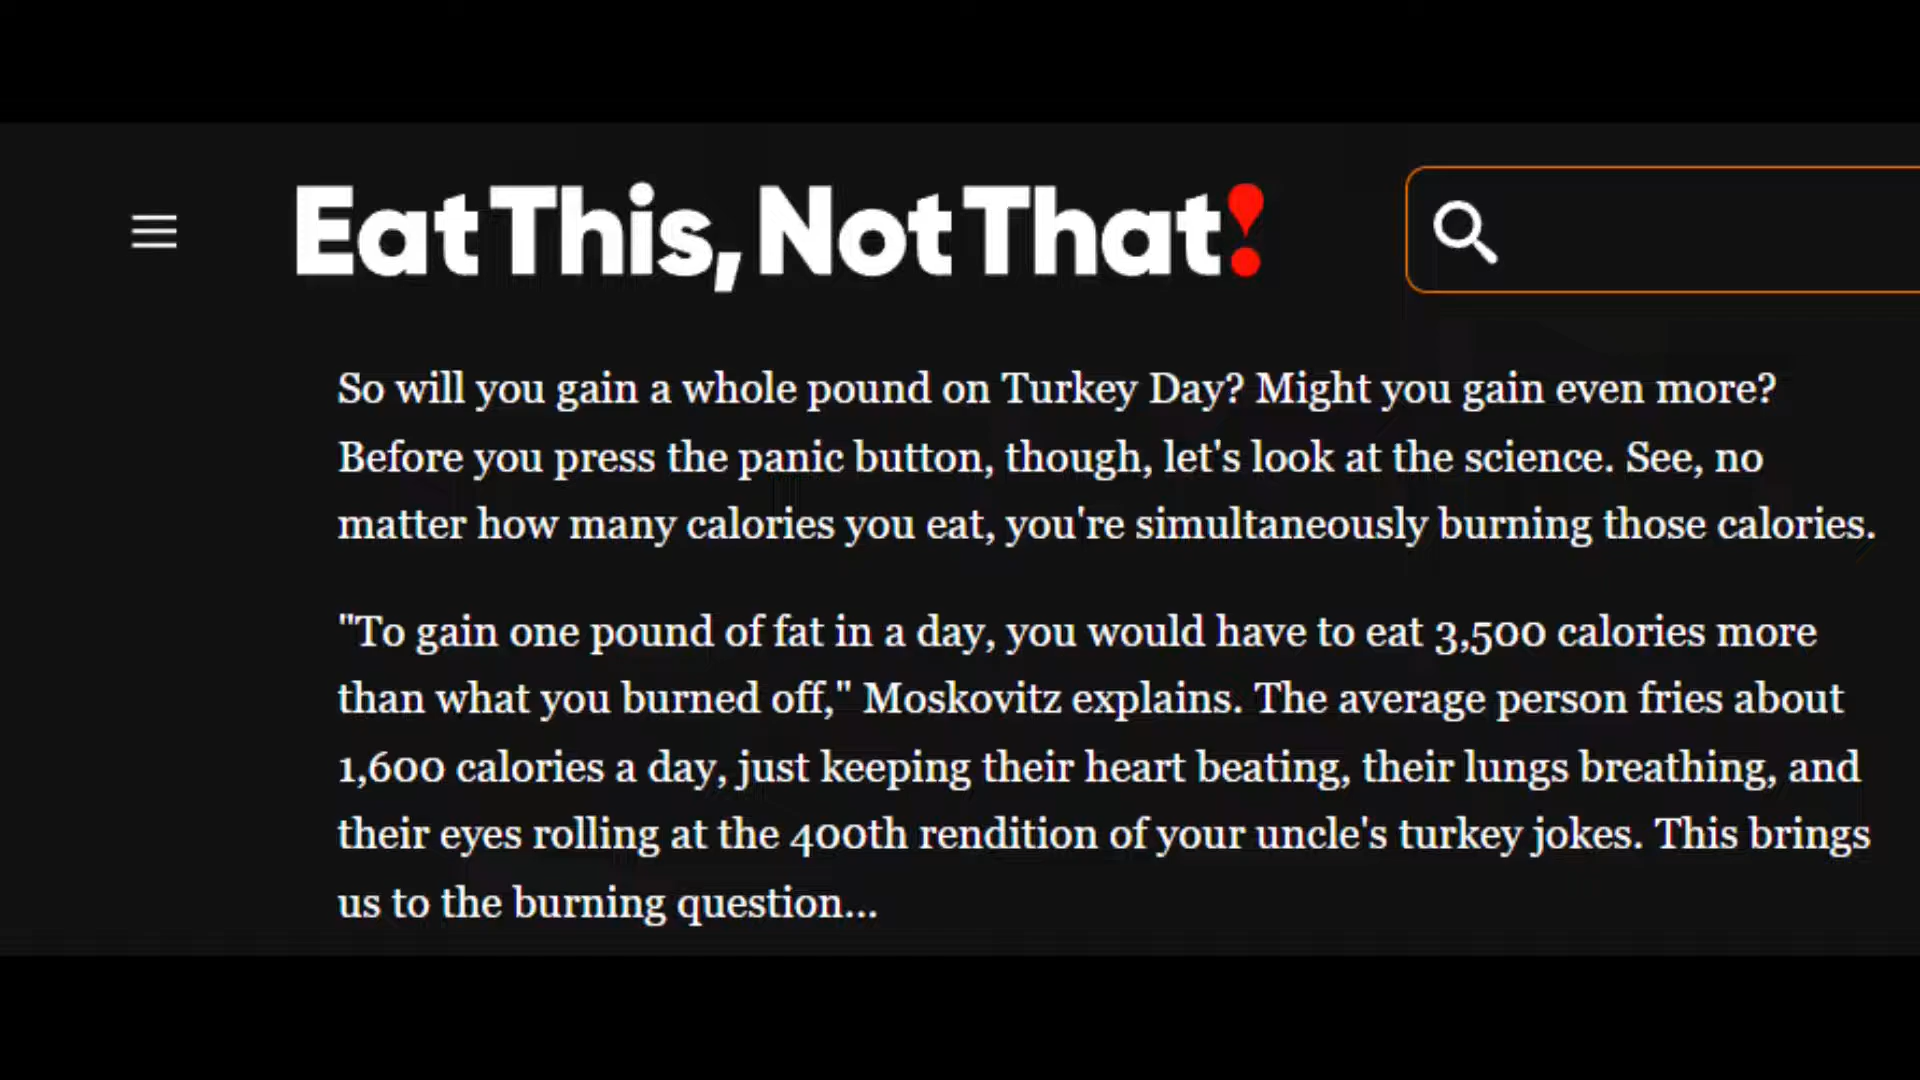 Eat This, Not That!
So will you gain a whole pound on Turkey Day? Might you gain even more?
Before you press the panic button, though, let's look at the science. See, no
matter how many calories you eat, you're simultaneously burning those calories.
"To gain one pound of fat in a day, you would have to eat 3,500 calories more
than what you burned off," Moskovitz explains. The average person fries about
1,600 calories a day, just keeping their heart beating, their lungs breathing, and
their eyes rolling at the 400th rendition of your uncle's turkey jokes. This brings
us to the burning question...